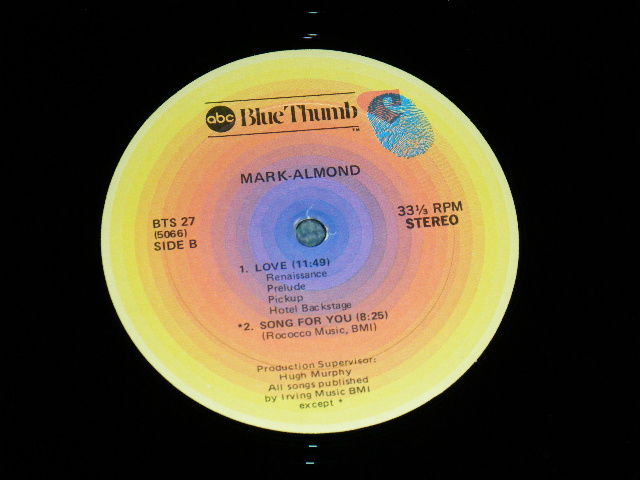 abc Blue Thumb
TM
MARK-ALMOND
BTS 27
(5066)
SIDE B
33⅓ RPM
STEREO
1. LOVE (11:49)
Renaissance
Prelude
Pickup
Hotel Backstage
*2. SONG FOR YOU (8:25)
(Rococco Music, BMI)
Production Supervisor:
Hugh Murphy
All songs published
by Irving Music BMI
except *